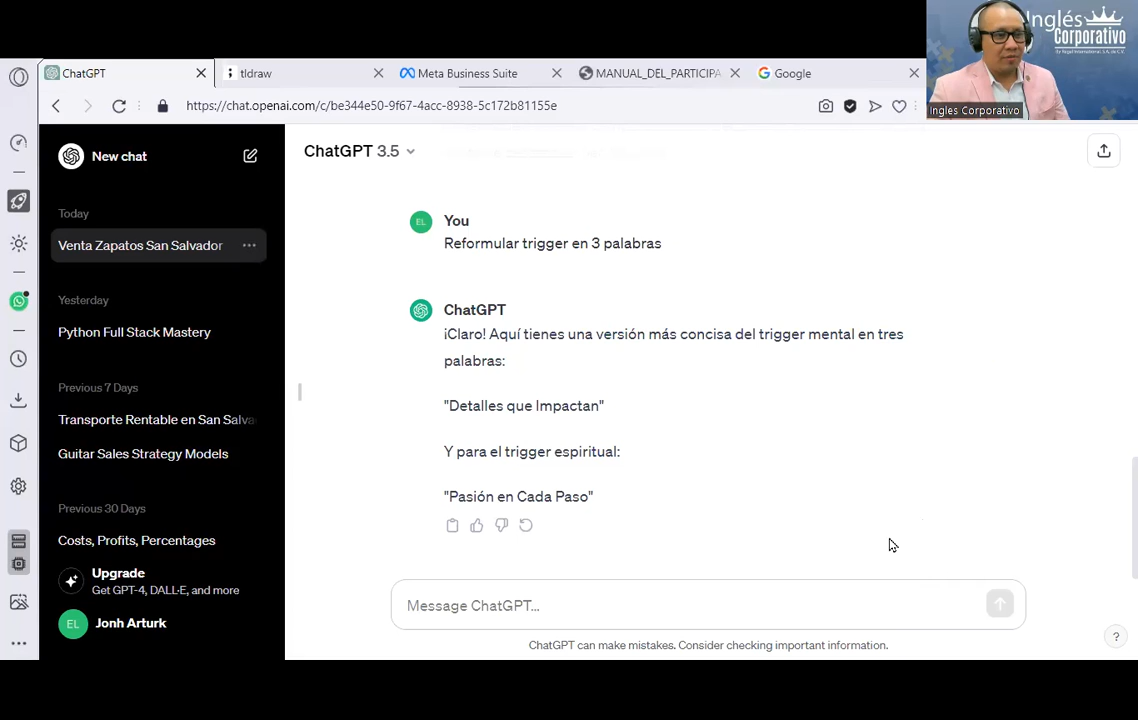 Inglés
Corporativo
By Regal International, S.A. de C.V.
Ingles Corporativo
ChatGPT
tldraw
Meta Business Suite
MANUAL_DEL_PARTICIPA
Google
https://chat.openai.com/c/be344e50-9f67-4acc-8938-5c172b81155e
New chat
Today
Venta Zapatos San Salvador
Yesterday
Python Full Stack Mastery
Previous 7 Days
Transporte Rentable en San Salva
Guitar Sales Strategy Models
Previous 30 Days
Costs, Profits, Percentages
Upgrade
Get GPT-4, DALL·E, and more
EL
Jonh Arturk
ChatGPT 3.5
EL
You
Reformular trigger en 3 palabras
ChatGPT
¡Claro! Aquí tienes una versión más concisa del trigger mental en tres
palabras:
"Detalles que Impactan"
Y para el trigger espiritual:
"Pasión en Cada Paso"
Message ChatGPT...
ChatGPT can make mistakes. Consider checking important information.
?